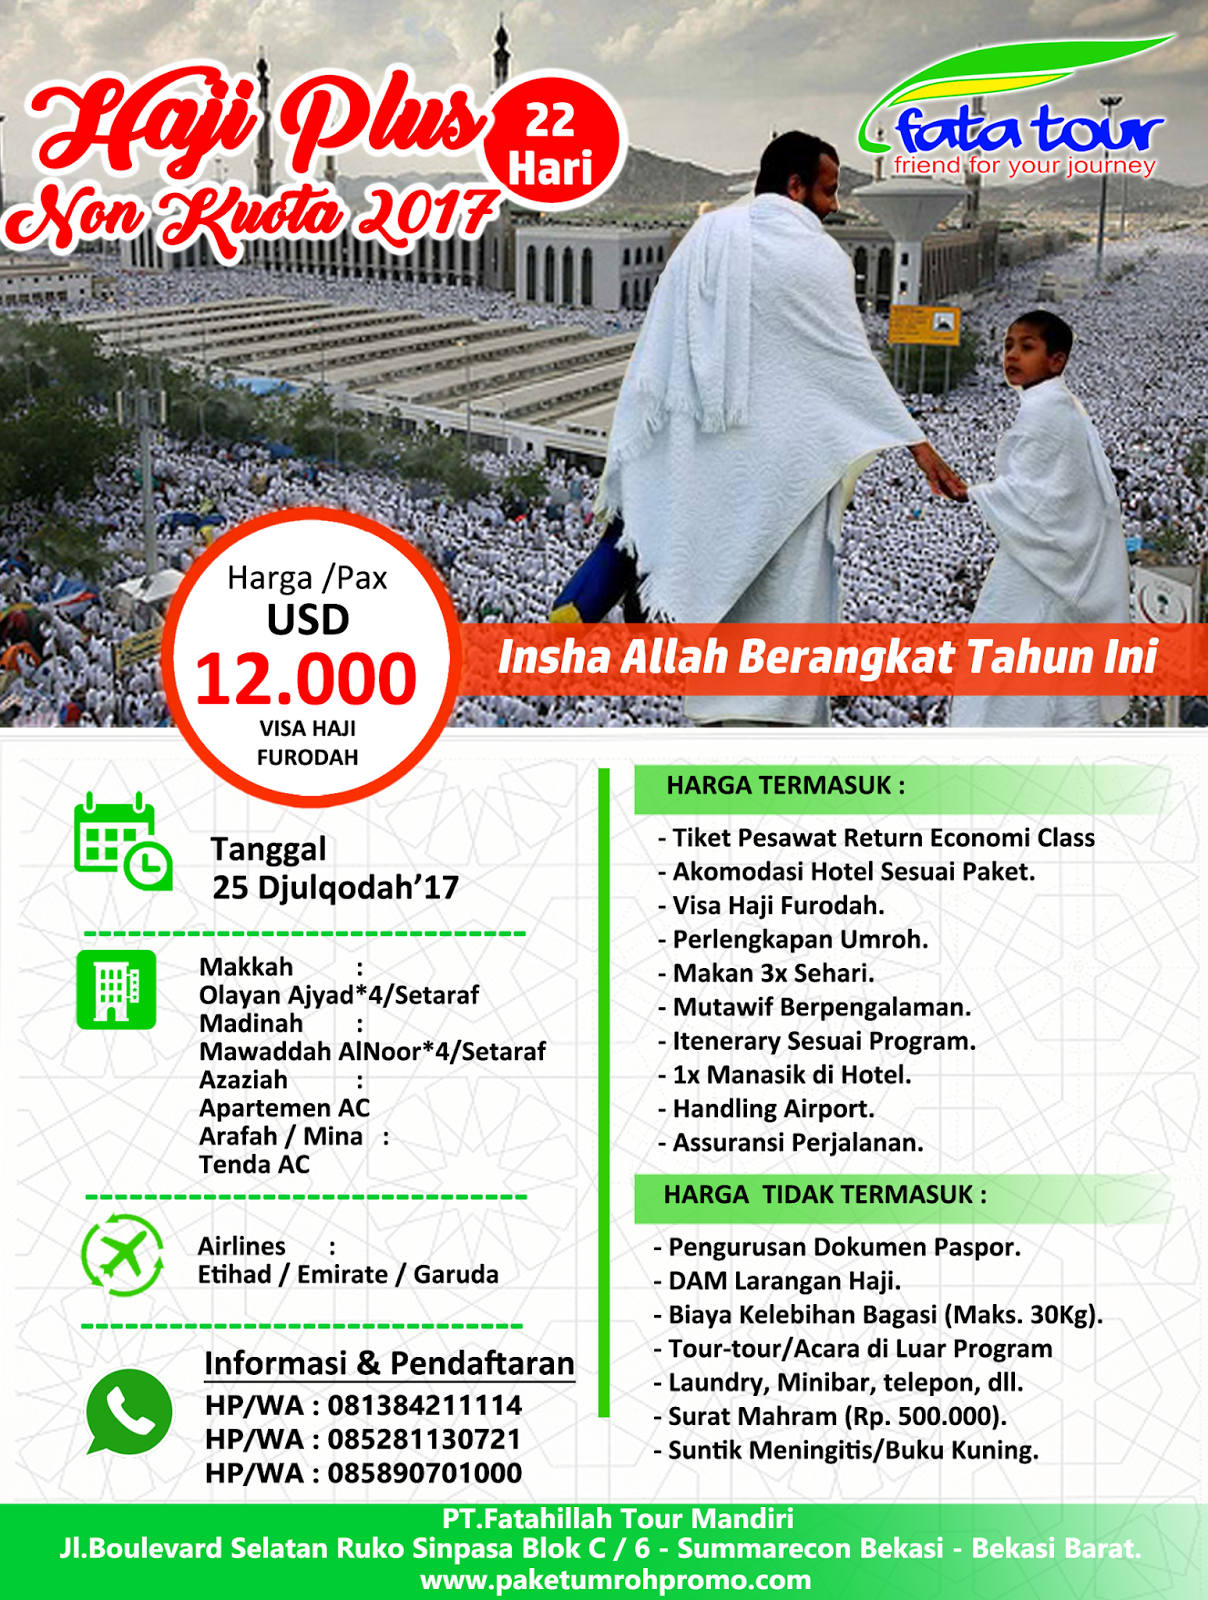 Haji Plus
22
Hari
Non Kuota 2017
fata tour
friend for your journey
Harga /Pax
USD
12.000
VISA HAJI
FURODAH
Insha Allah Berangkat Tahun Ini
Tanggal
25 Djulqodah’17
Makkah :
Olayan Ajyad*4/Setaraf
Madinah :
Mawaddah AlNoor*4/Setaraf
Azaziah :
Apartemen AC
Arafah / Mina :
Tenda AC
Airlines :
Etihad / Emirate / Garuda
Informasi & Pendaftaran
HP/WA : 081384211114
HP/WA : 085281130721
HP/WA : 085890701000
HARGA TERMASUK :
- Tiket Pesawat Return Economi Class
- Akomodasi Hotel Sesuai Paket.
- Visa Haji Furodah.
- Perlengkapan Umroh.
- Makan 3x Sehari.
- Mutawif Berpengalaman.
- Itenerary Sesuai Program.
- 1x Manasik di Hotel.
- Handling Airport.
- Assuransi Perjalanan.
HARGA TIDAK TERMASUK :
- Pengurusan Dokumen Paspor.
- DAM Larangan Haji.
- Biaya Kelebihan Bagasi (Maks. 30Kg).
- Tour-tour/Acara di Luar Program
- Laundry, Minibar, telepon, dll.
- Surat Mahram (Rp. 500.000).
- Suntik Meningitis/Buku Kuning.
PT.Fatahillah Tour Mandiri
Jl.Boulevard Selatan Ruko Sinpasa Blok C / 6 - Summarecon Bekasi - Bekasi Barat.
www.paketumrohpromo.com